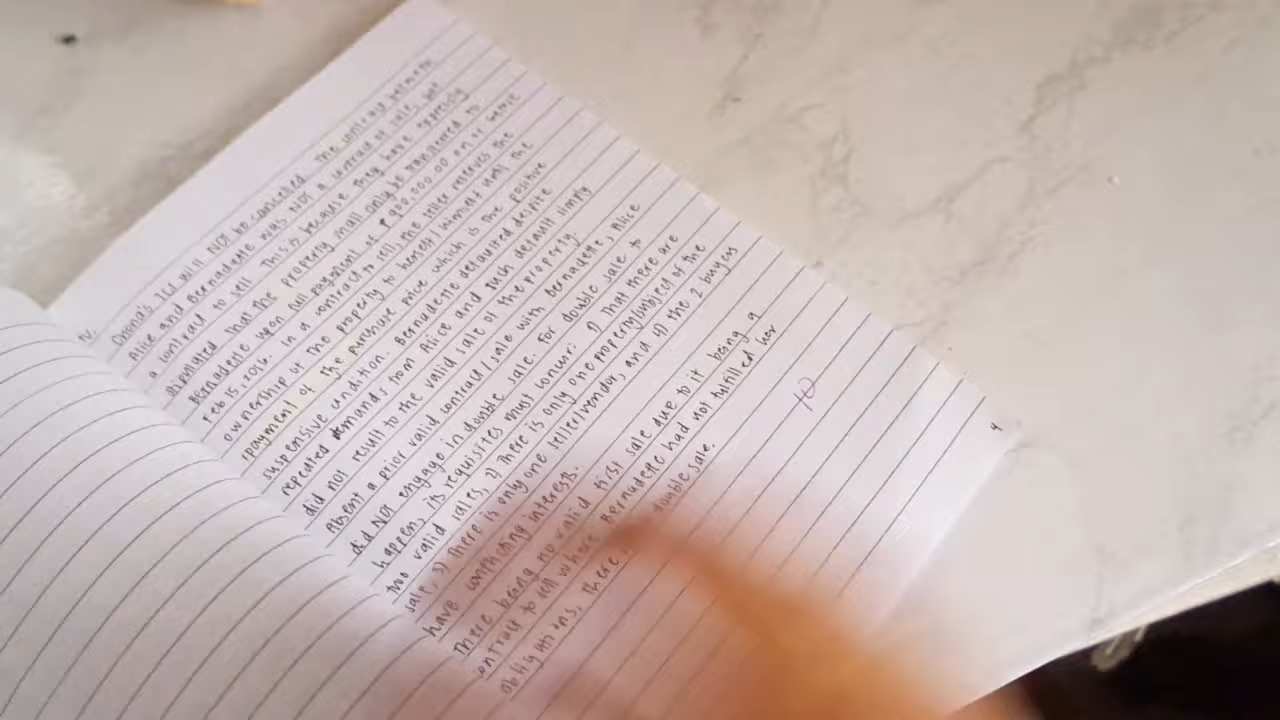 IV.
Chona's TCT will NOT be cancelled. The contract between
Alice and Bernadette was NOT a contract of sale, but
a contract to sell. This is because they have expressly
stipulated that the property shall only be transferred to
Bernadette upon full payment of ₱900,000.00 on or before
Feb 15, 2016. In a contract to sell, the seller reserves the
ownership of the property to herself/himself until the
payment of the purchase price which is the positive
suspensive condition. Bernadette defaulted despite
repeated demands from Alice and such default simply
did not result to the valid sale of the property.
Absent a prior valid contract/sale with bernadette, Alice
did NOT engage in double sale. For double sale to
happen, its requisites must concur: 1) That there are
two valid sales, 2) There is only one property/subject of the
sale, 3) There is only one seller/vendor, and 4) the 2 buyers
have conflicting interests.
There being no valid first sale due to it being a
contract to sell where Bernadette had not fulfilled her
obligations, there double sale.
10
4